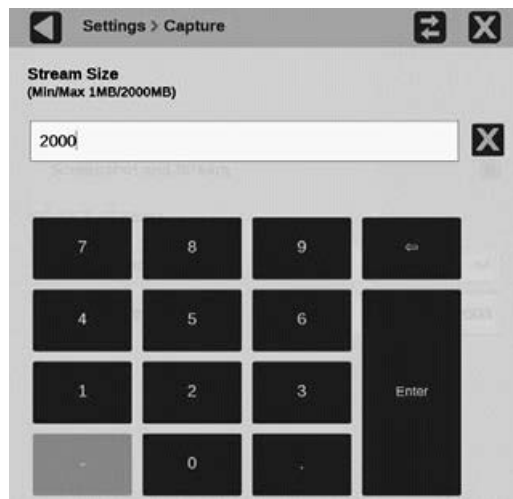 Settings > Capture
Stream Size
(Min/Max 1MB/2000MB)
2000
7 8 9 ⇦
4 5 6
1 2 3 Enter
- 0 .